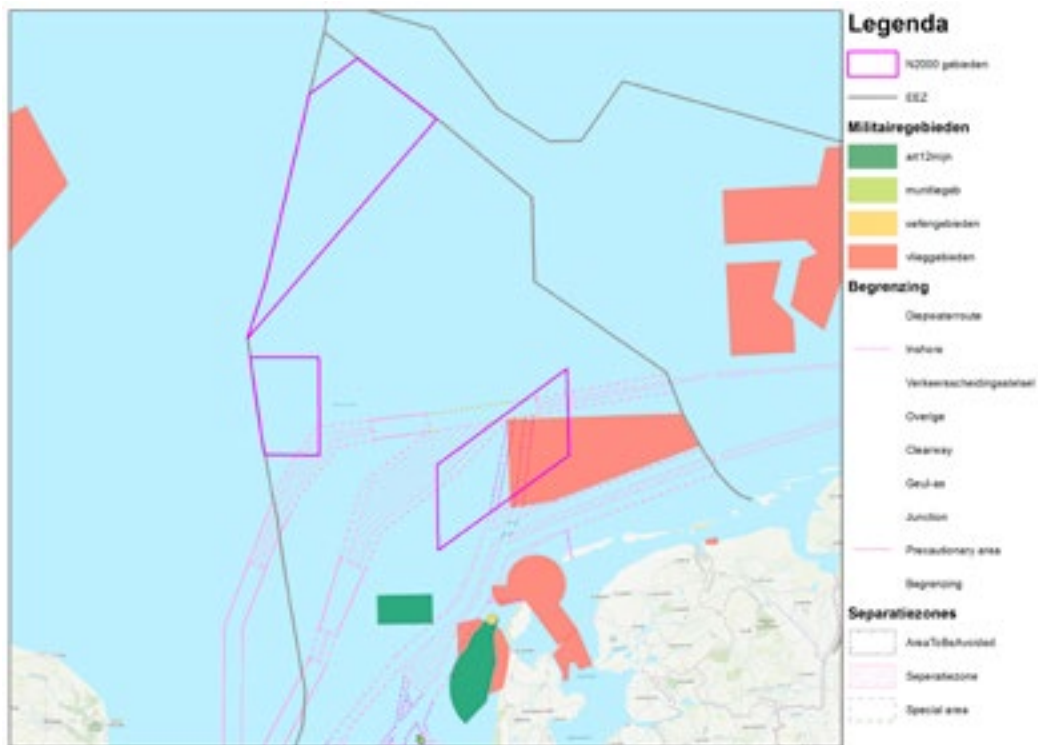 Legenda
N2000 gebieden
EEZ
Militairegebieden
art12mijn
munitiegeb
oefengebieden
vlieggebieden
Begrenzing
Diepwaterroute
Inshore
Verkeersscheidingsstelsel
Overige
Clearway
Geul-as
Junction
Precautionary area
Begrenzing
Separatiezones
AreaToBeAvoided
Seperatiezone
Special area